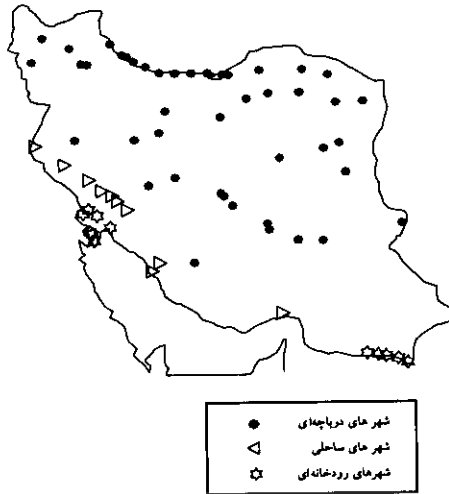 شهر های دریاچه‌ای
شهر های ساحلی
شهرهای رودخانه‌ای